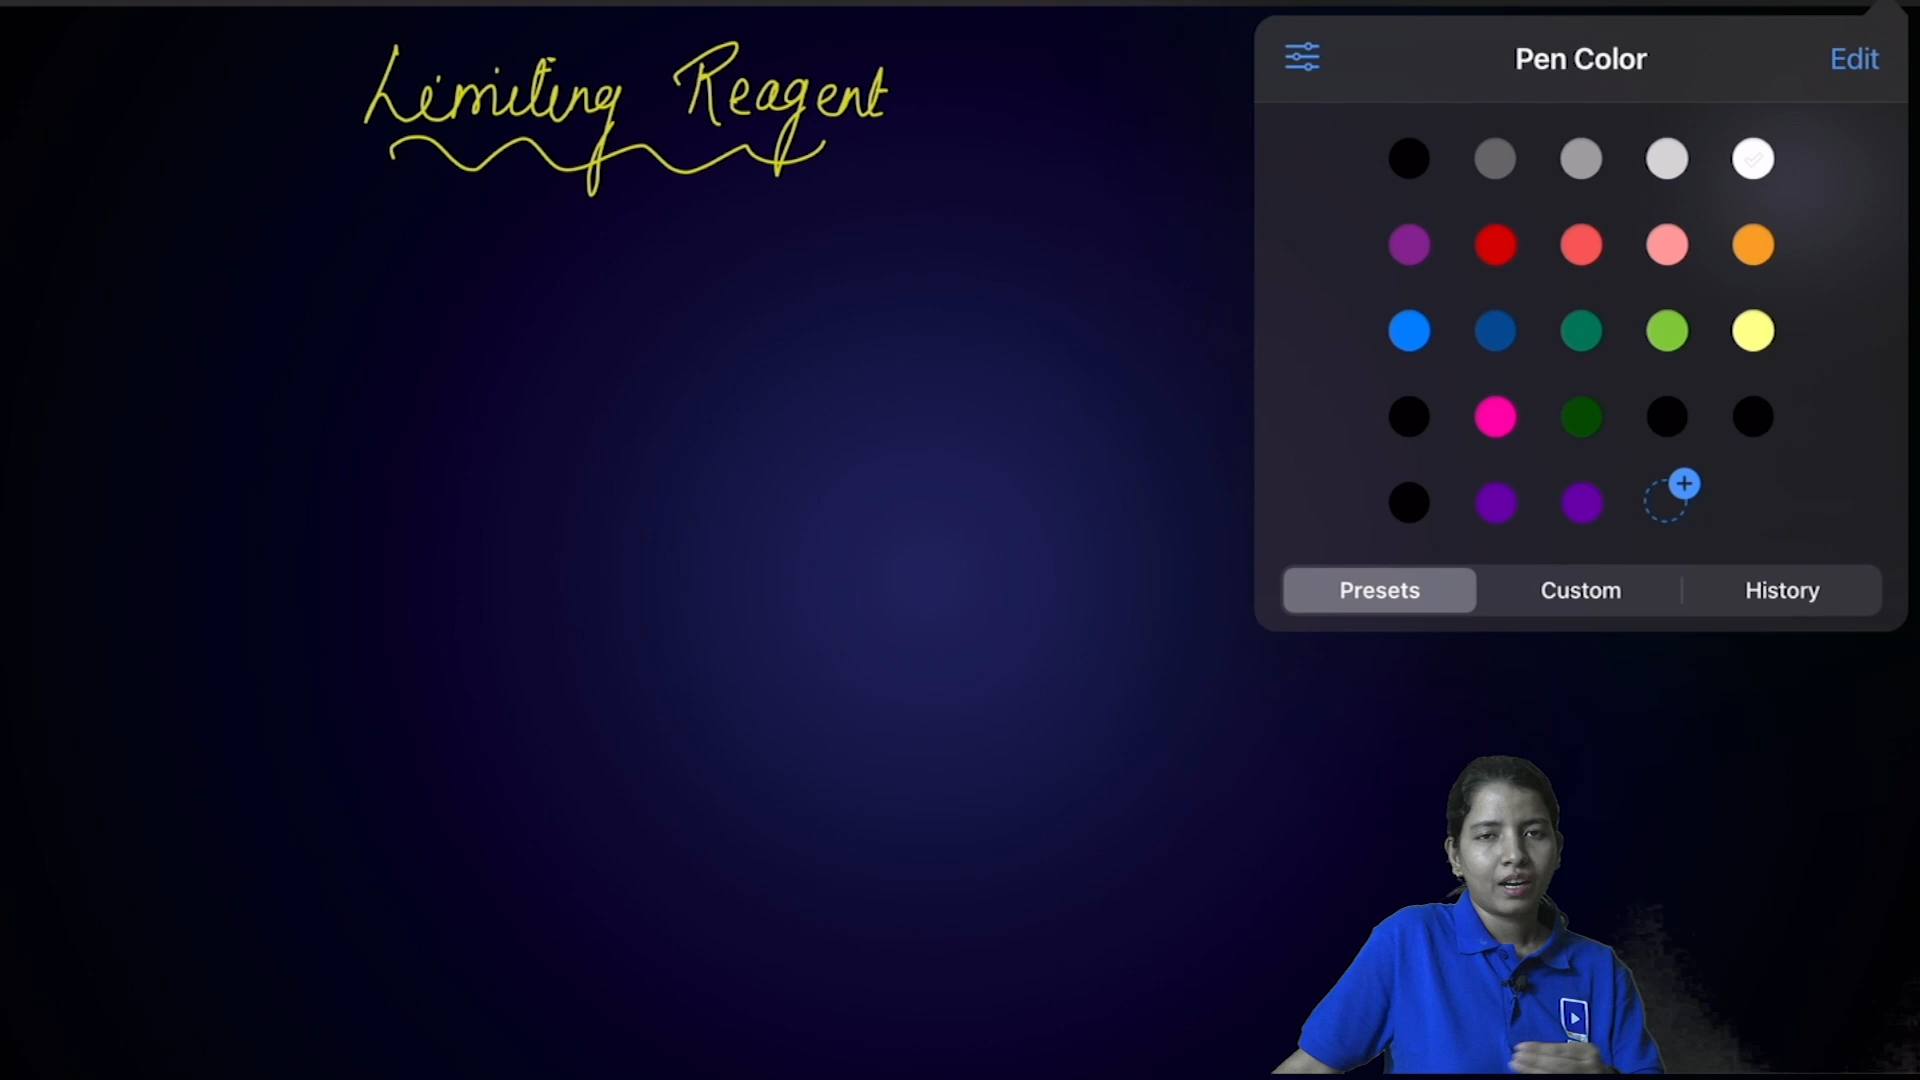 Limiting Reagent
Pen Color
Edit
Presets
Custom
History